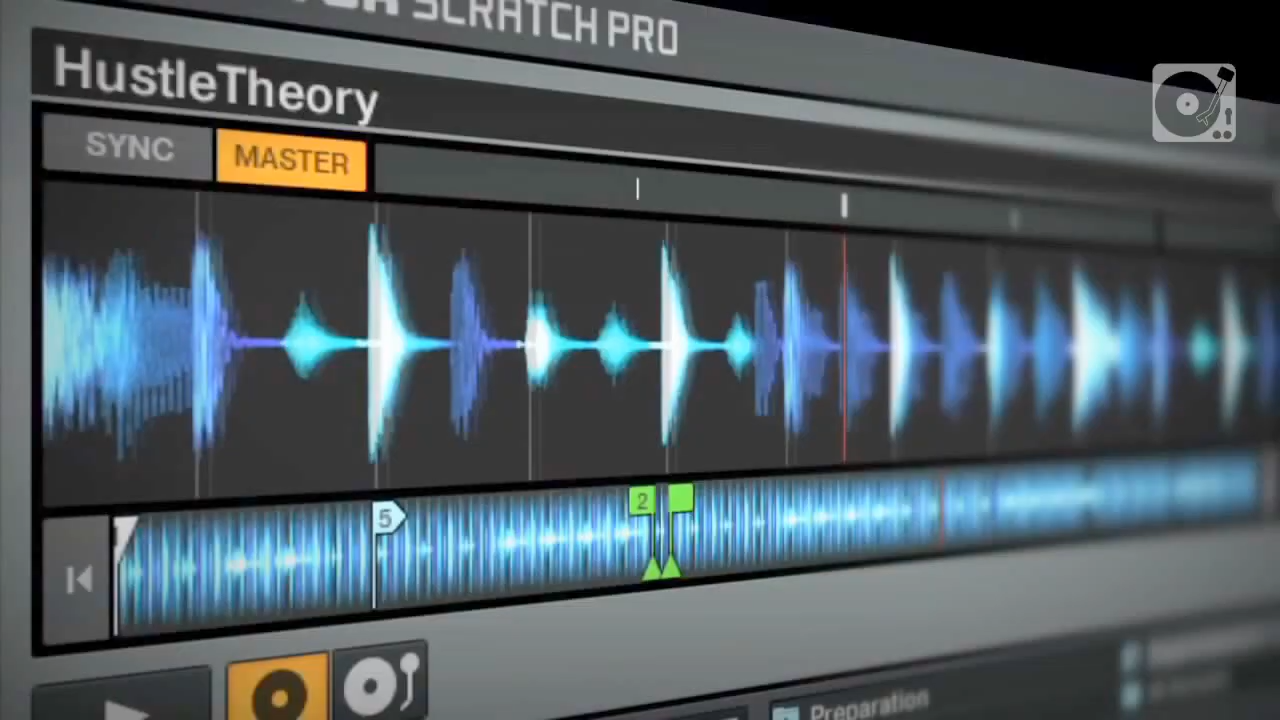 SCRATCH PRO
HustleTheory
SYNC
MASTER
5
2
Preparation